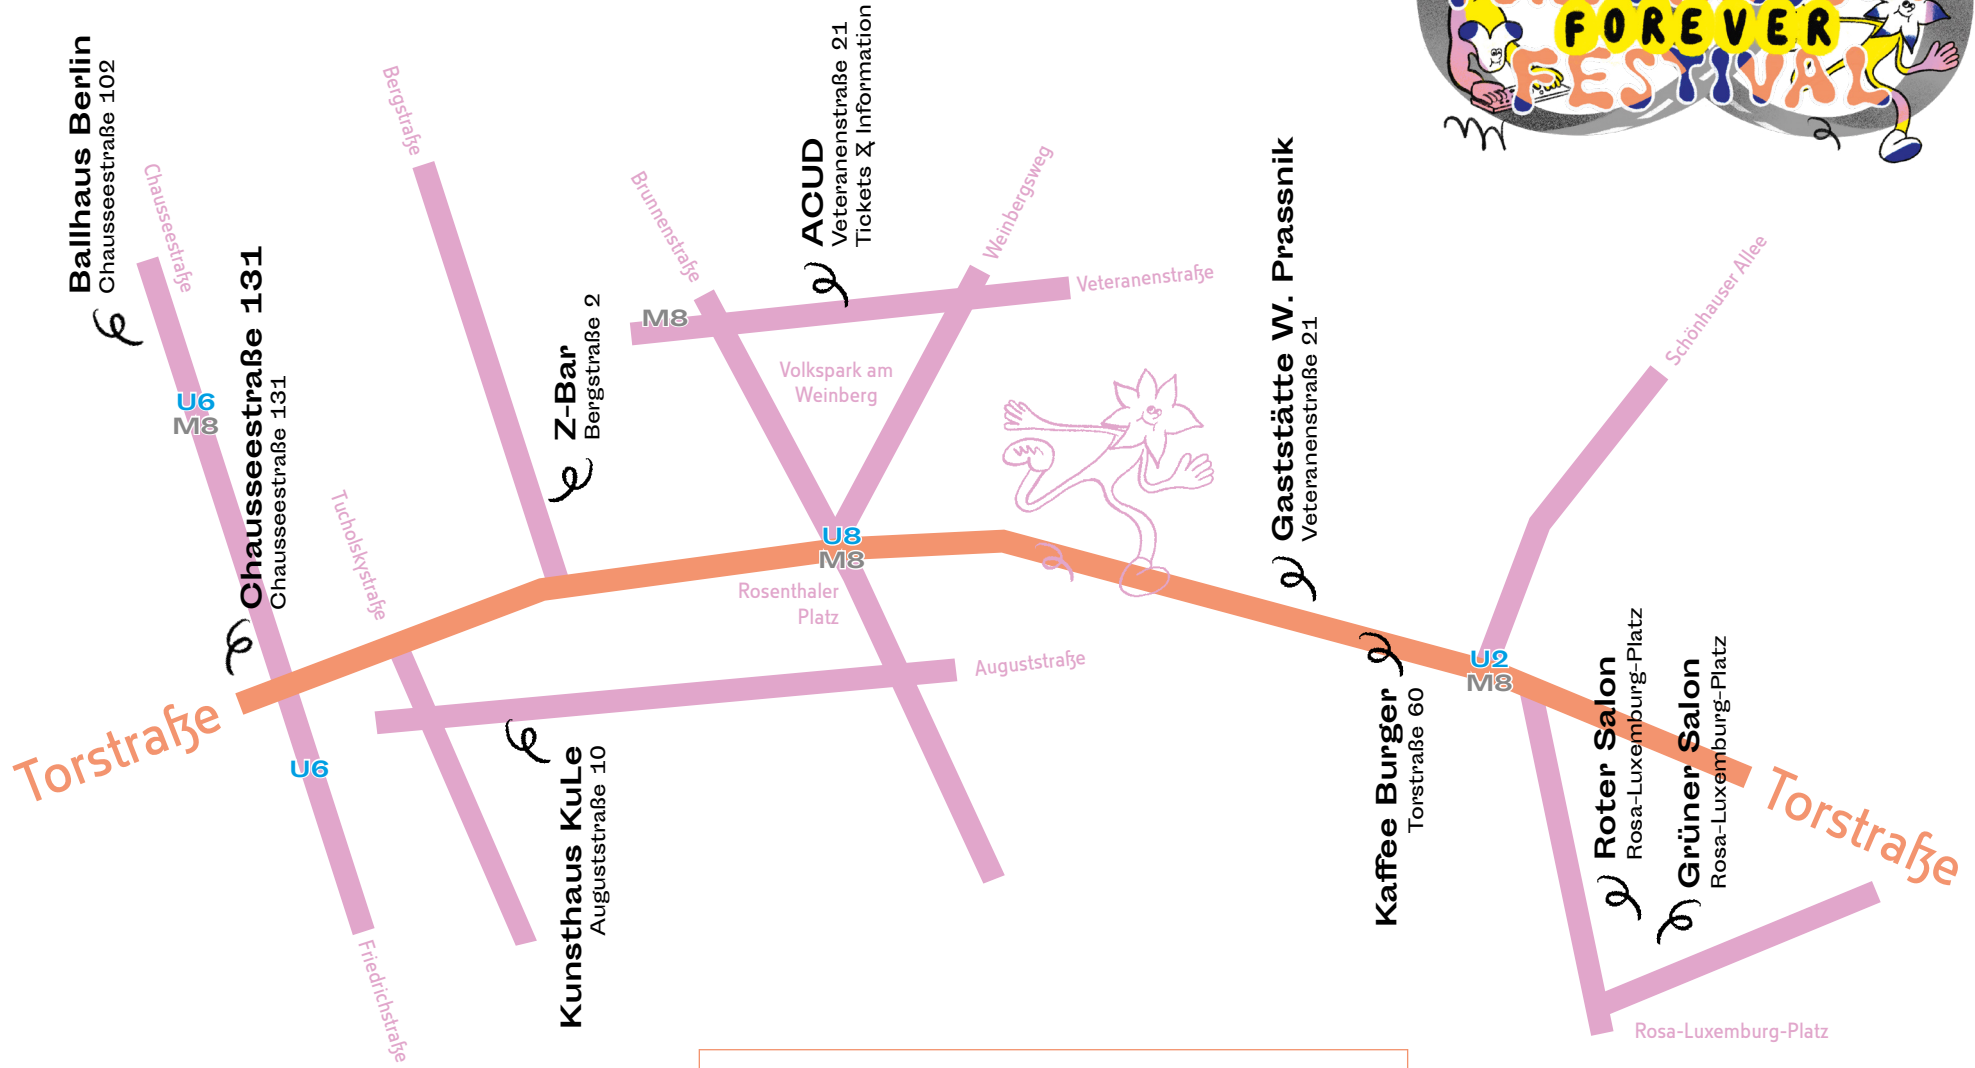 FOREVER
FESTIVAL
Ballhaus Berlin
Chausseestraße 102
Chausseestraße
U6
M8
Chausseestraße 131
Chausseestraße 131
Bergstraße
Z-Bar
Bergstraße 2
Tucholskystraße
Brunnenstraße
M8
ACUD
Veteranenstraße 21
Tickets & Information
Weinbergsweg
Veteranenstraße
Volkspark am
Weinberg
U8
M8
Rosenthaler
Platz
Auguststraße
Gaststätte W. Prassnik
Veteranenstraße 21
Schönhauser Allee
Torstraße
U6
Friedrichstraße
Kunsthaus KuLe
Auguststraße 10
Kaffee Burger
Torstraße 60
U2
M8
Roter Salon
Rosa-Luxemburg-Platz
Grüner Salon
Rosa-Luxemburg-Platz
Torstraße
Rosa-Luxemburg-Platz